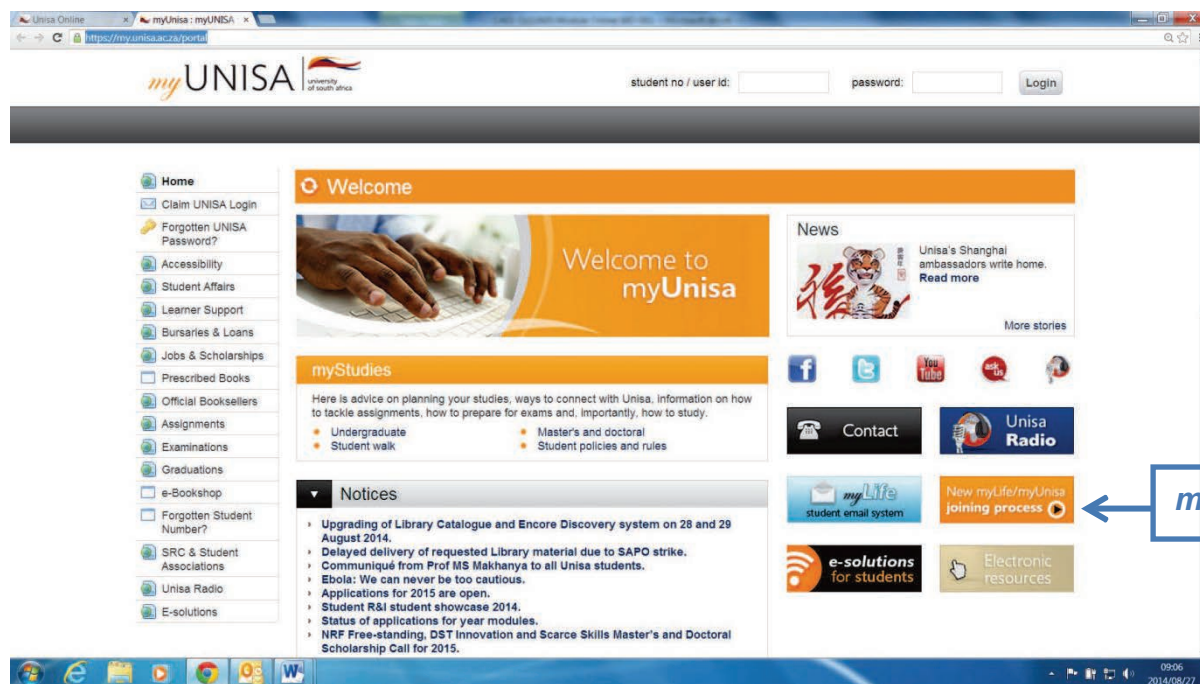 Unisa Online
myUnisa : myUNISA
https://my.unisa.ac.za/portal
myUNISA
university
of south africa
student no / user id:
password:
Login
Home
Claim UNISA Login
Forgotten UNISA
Password?
Accessibility
Student Affairs
Learner Support
Bursaries & Loans
Jobs & Scholarships
Prescribed Books
Official Booksellers
Assignments
Examinations
Graduations
e-Bookshop
Forgotten Student
Number?
SRC & Student
Associations
Unisa Radio
E-solutions
Welcome
Welcome to
myUnisa
News
Unisa's Shanghai
ambassadors write home.
Read more
More stories
myStudies
Here is advice on planning your studies, ways to connect with Unisa, information on how
to tackle assignments, how to prepare for exams and, importantly, how to study.
Undergraduate
Student walk
Master's and doctoral
Student policies and rules
You
Tube
ask
us
Contact
Unisa
Radio
myLife
student email system
New myLife/myUnisa
joining process
m
e-solutions
for students
Electronic
resources
Notices
Upgrading of Library Catalogue and Encore Discovery system on 28 and 29
August 2014.
Delayed delivery of requested Library material due to SAPO strike.
Communiqué from Prof MS Makhanya to all Unisa students.
Ebola: We can never be too cautious.
Applications for 2015 are open.
Student R&I student showcase 2014.
Status of applications for year modules.
NRF Free-standing, DST Innovation and Scarce Skills Master's and Doctoral
Scholarship Call for 2015.
09:06
2014/08/27